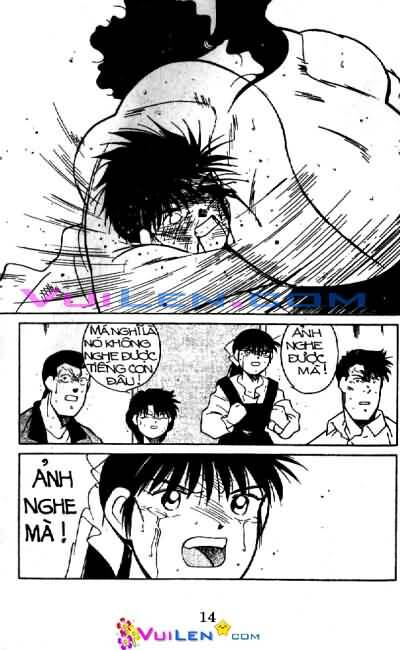 VUILEN.COM
MÁ NGHĨ LÀ
NÓ KHÔNG
NGHE ĐƯỢC
TIẾNG CON
ĐÂU!
ẢNH
NGHE
ĐƯỢC
MÀ!
ẢNH
NGHE
MÀ!
14
VUILEN.COM